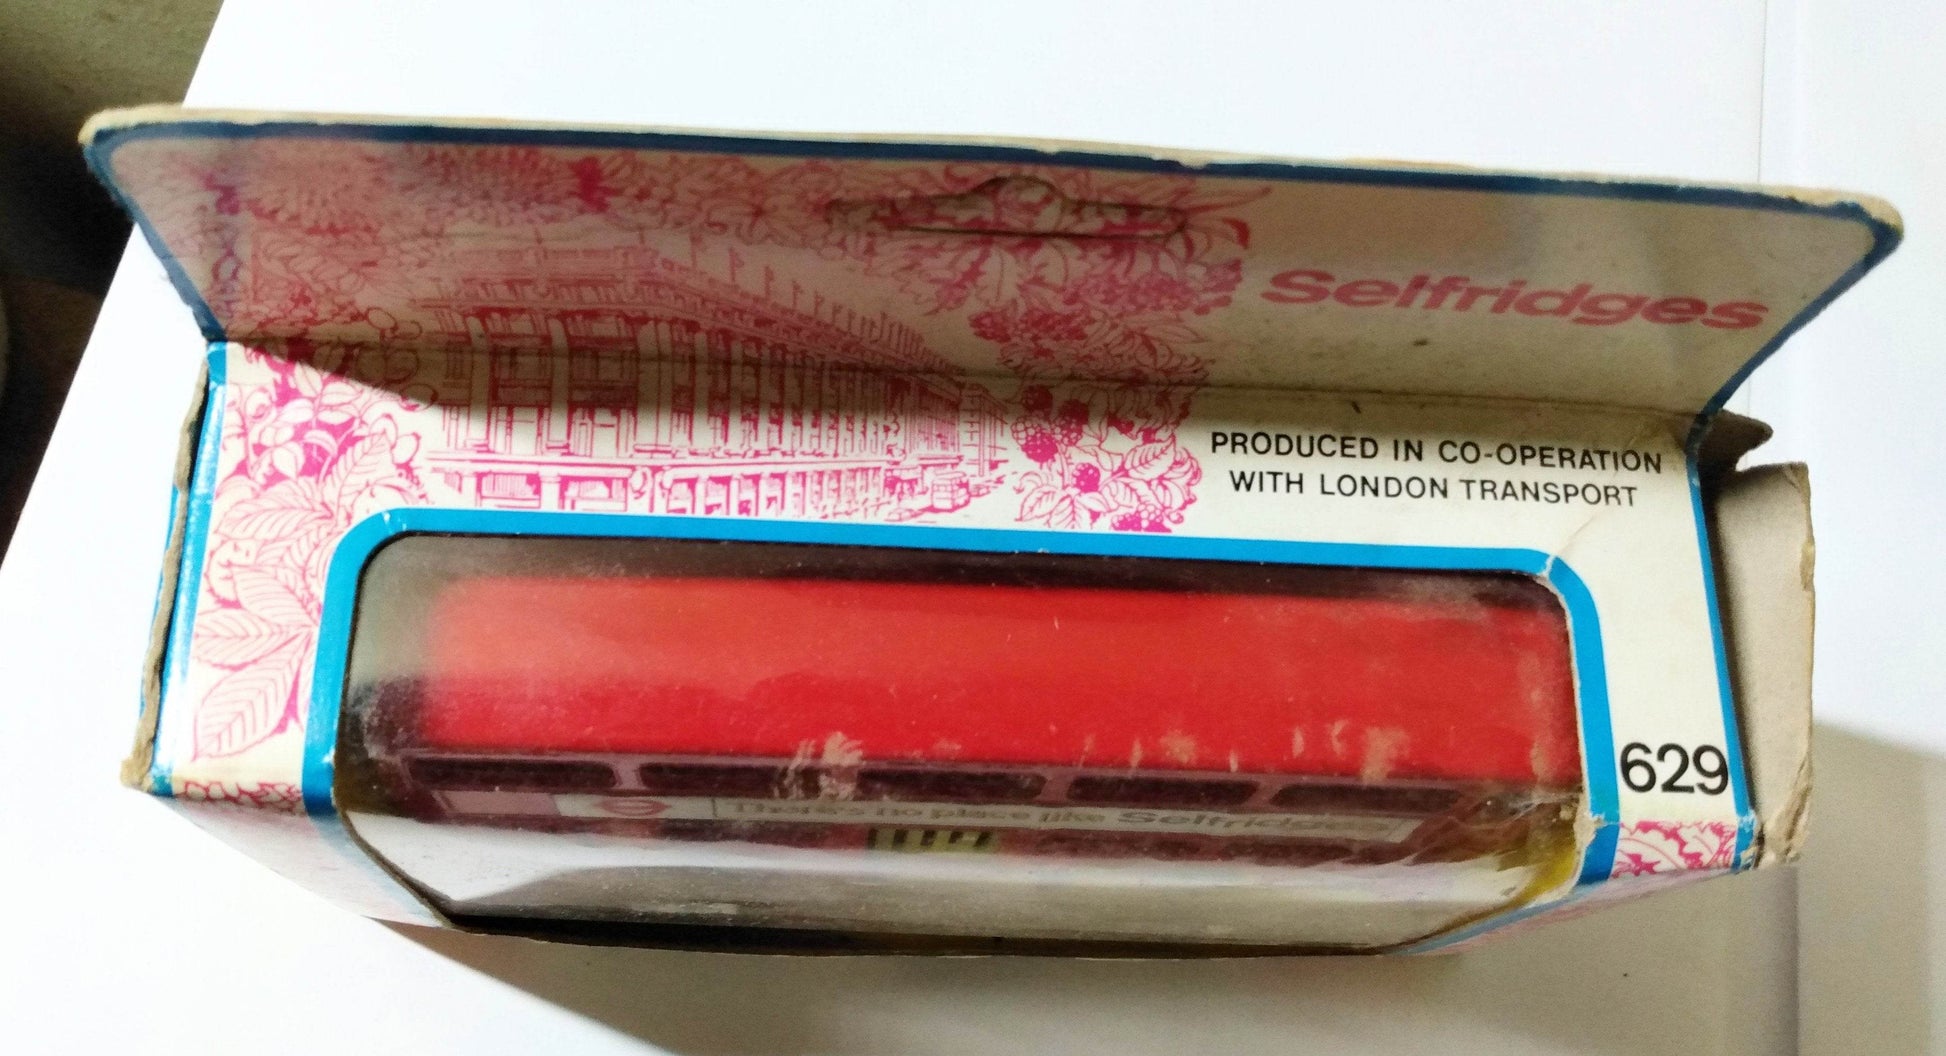 Selfridges
PRODUCED IN CO-OPERATION
WITH LONDON TRANSPORT
629
There's no place like Selfridges